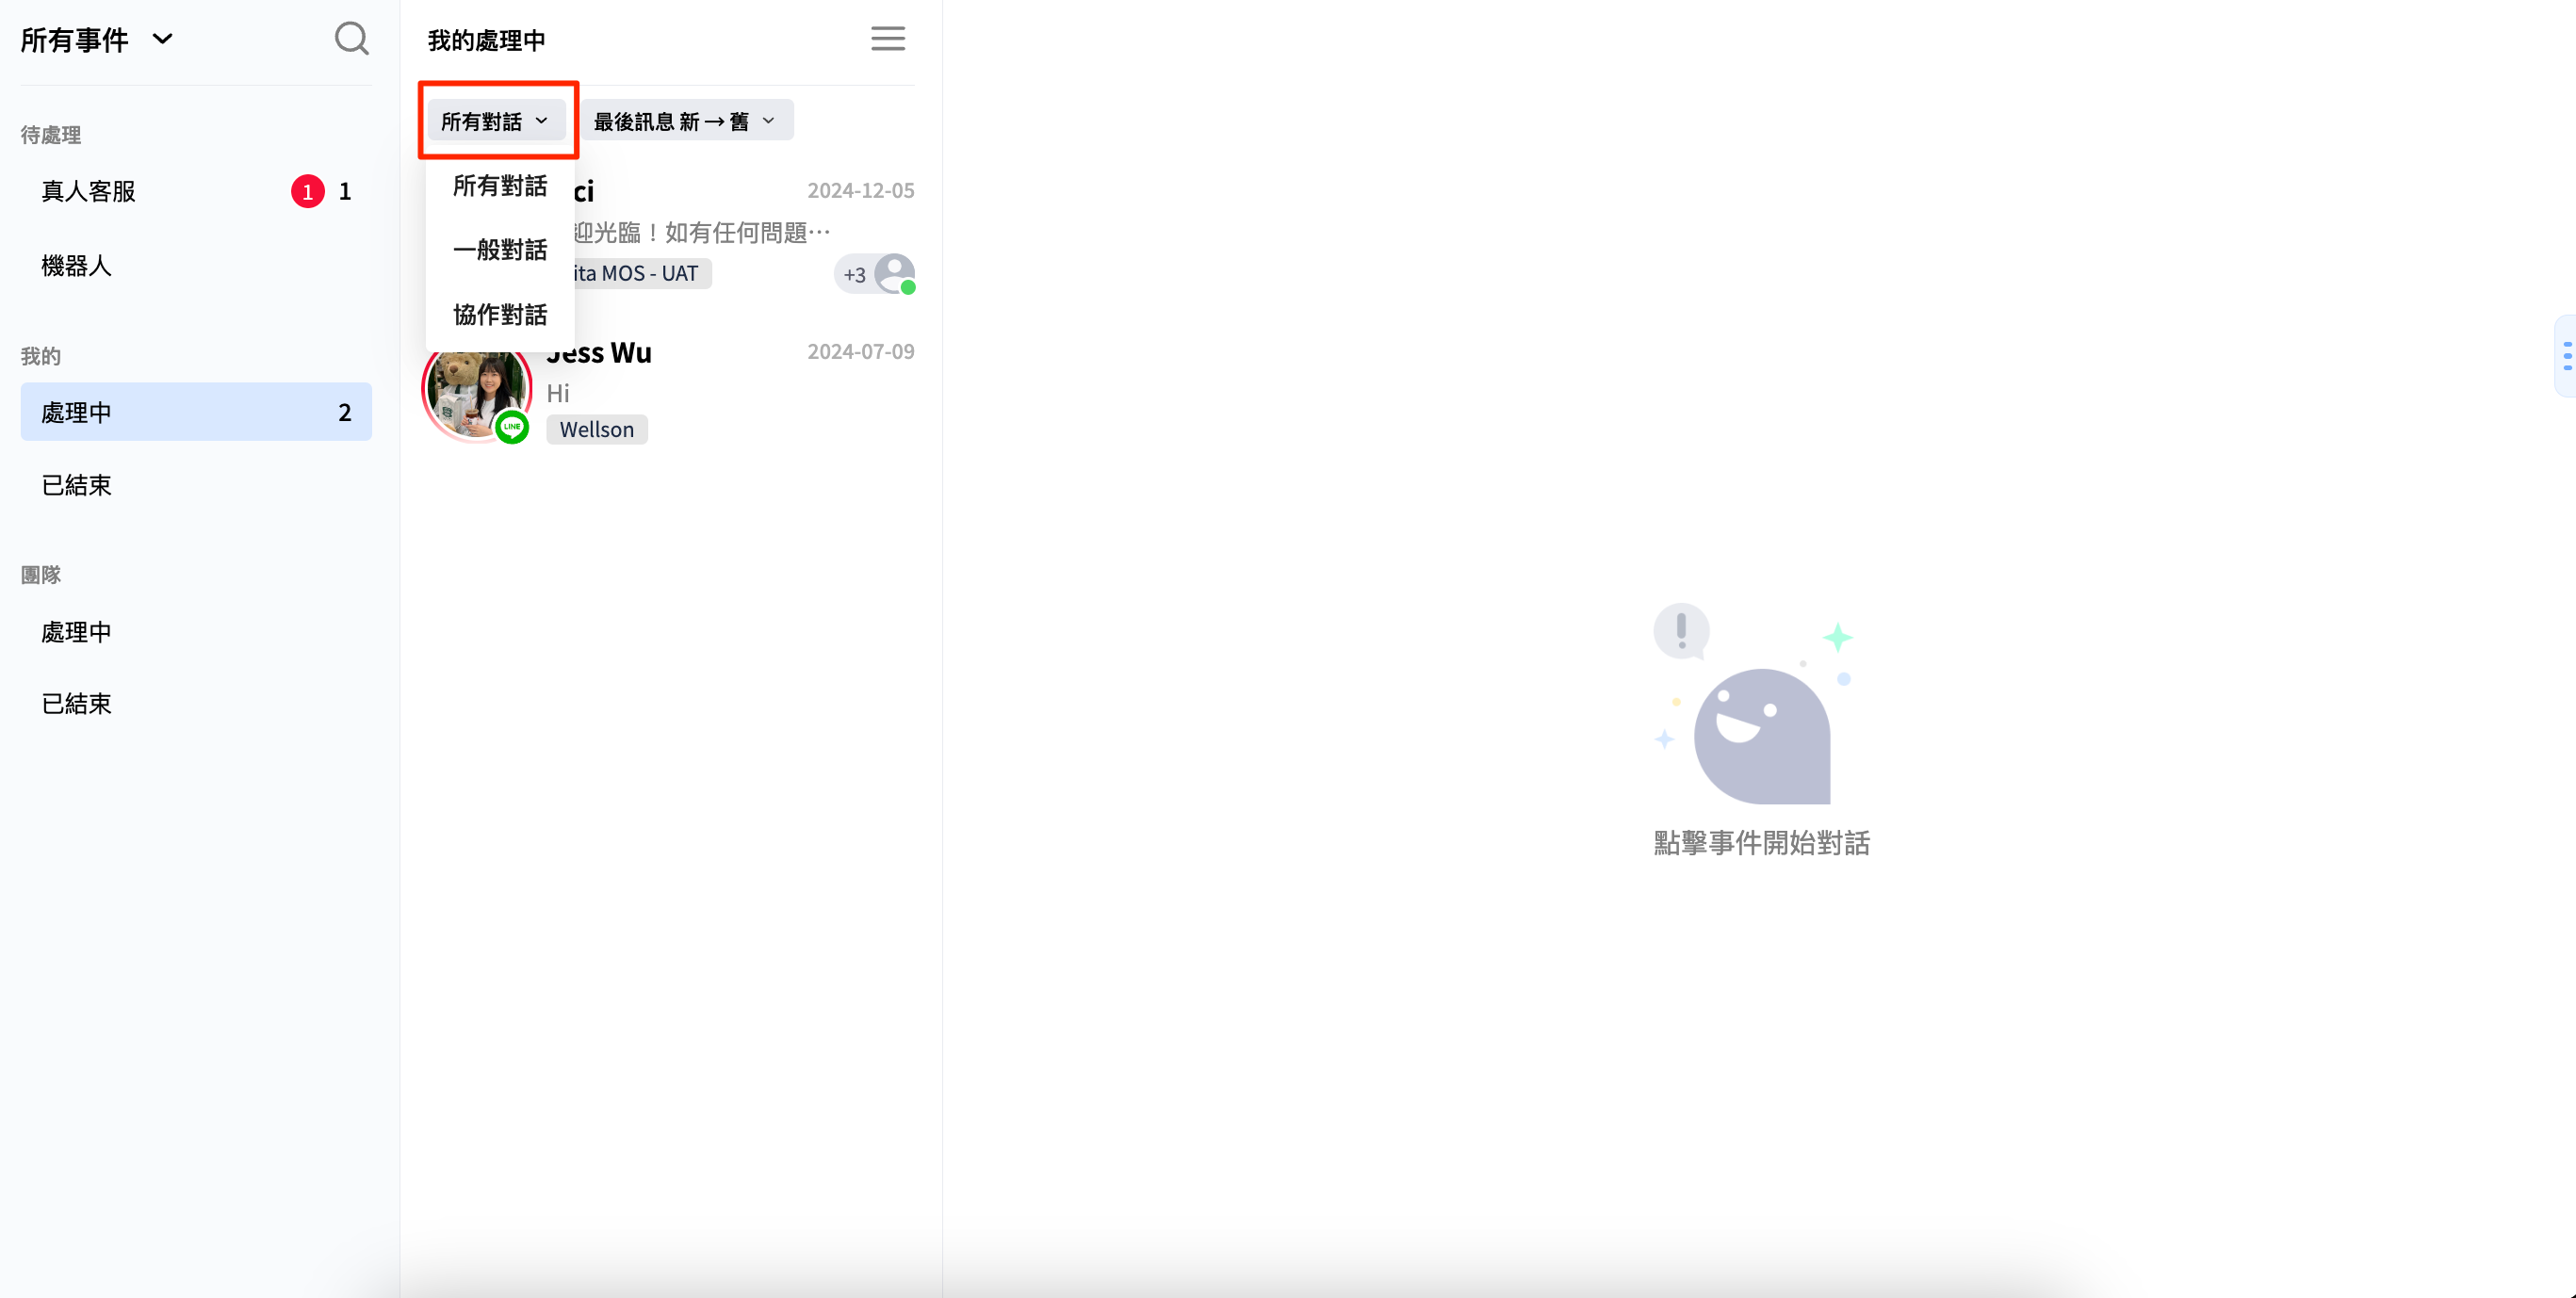 所有事件
待處理
真人客服 1 1
機器人
我的
處理中 2
已結束
團隊
處理中
已結束
我的處理中
所有對話 最後訊息 新 → 舊
所有對話
一般對話
協作對話
ci 2024-12-05
迎光臨！如有任何問題⋯
ita MOS - UAT +3
Jess Wu 2024-07-09
Hi
LINE
Wellson
點擊事件開始對話